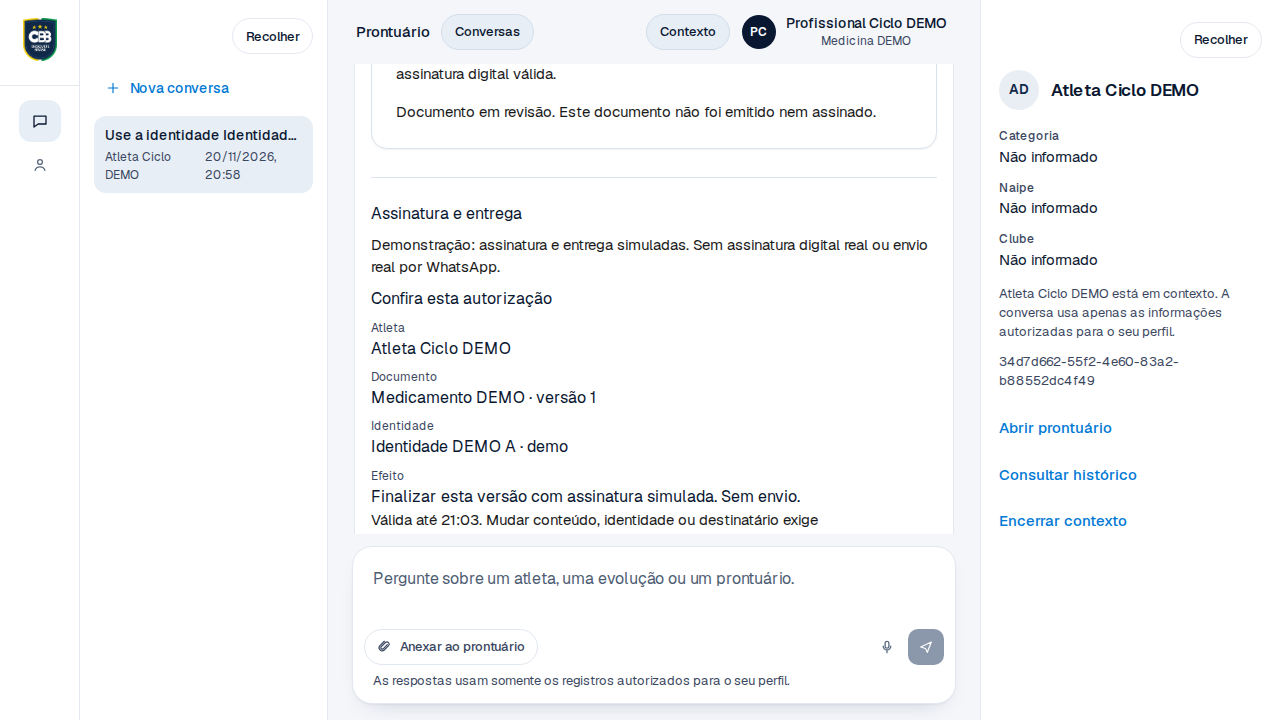 CBB
Recolher
Nova conversa
Use a identidade Identidad...
Atleta Ciclo DEMO
20/11/2026, 20:58
Prontuário
Conversas
Contexto
PC
Profissional Ciclo DEMO
Medicina DEMO
assinatura digital válida.
Documento em revisão. Este documento não foi emitido nem assinado.
Assinatura e entrega
Demonstração: assinatura e entrega simuladas. Sem assinatura digital real ou envio
real por WhatsApp.
Confira esta autorização
Atleta
Atleta Ciclo DEMO
Documento
Medicamento DEMO · versão 1
Identidade
Identidade DEMO A · demo
Efeito
Finalizar esta versão com assinatura simulada. Sem envio.
Válida até 21:03. Mudar conteúdo, identidade ou destinatário exige
Pergunte sobre um atleta, uma evolução ou um prontuário.
Anexar ao prontuário
As respostas usam somente os registros autorizados para o seu perfil.
Recolher
AD
Atleta Ciclo DEMO
Categoria
Não informado
Naipe
Não informado
Clube
Não informado
Atleta Ciclo DEMO está em contexto. A
conversa usa apenas as informações
autorizadas para o seu perfil.
34d7d662-55f2-4e60-83a2-
b88552dc4f49
Abrir prontuário
Consultar histórico
Encerrar contexto